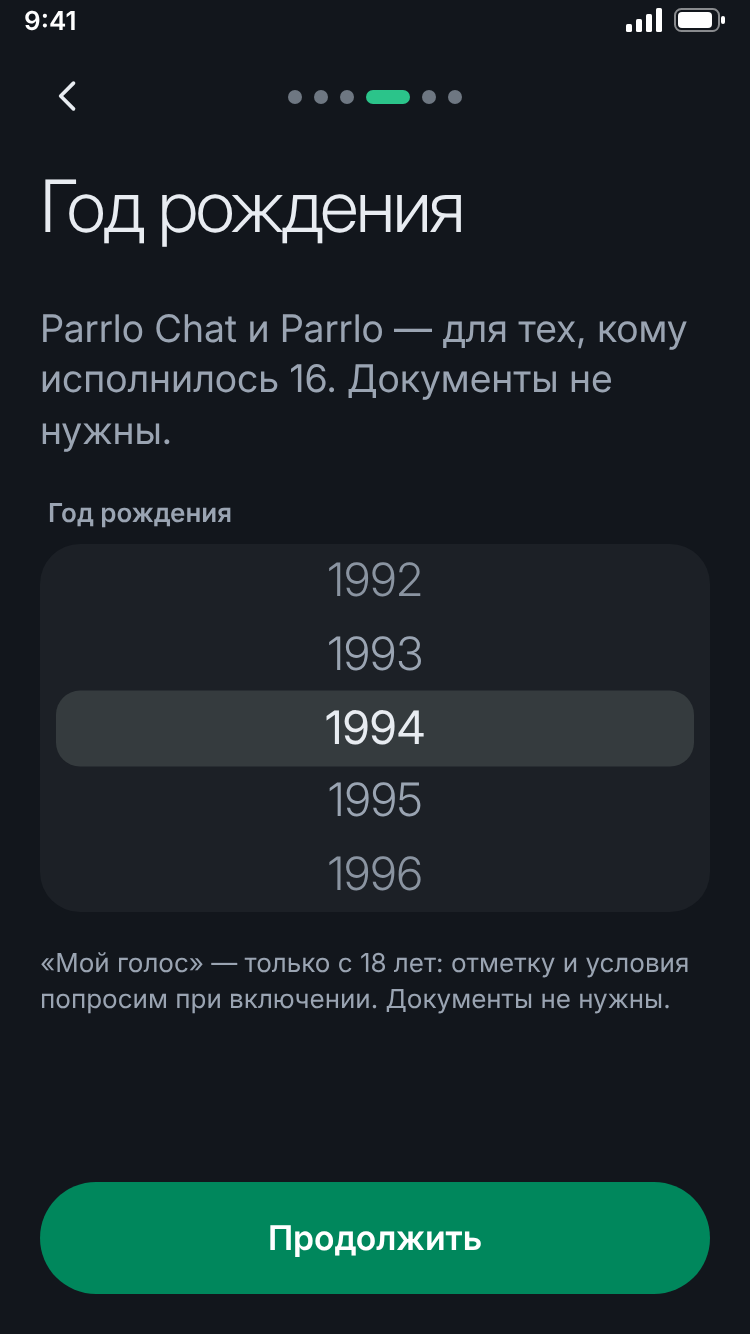 9:41
Год рождения
Parrlo Chat и Parrlo — для тех, кому
исполнилось 16. Документы не
нужны.
Год рождения
1992
1993
1994
1995
1996
«Мой голос» — только с 18 лет: отметку и условия
попросим при включении. Документы не нужны.
Продолжить